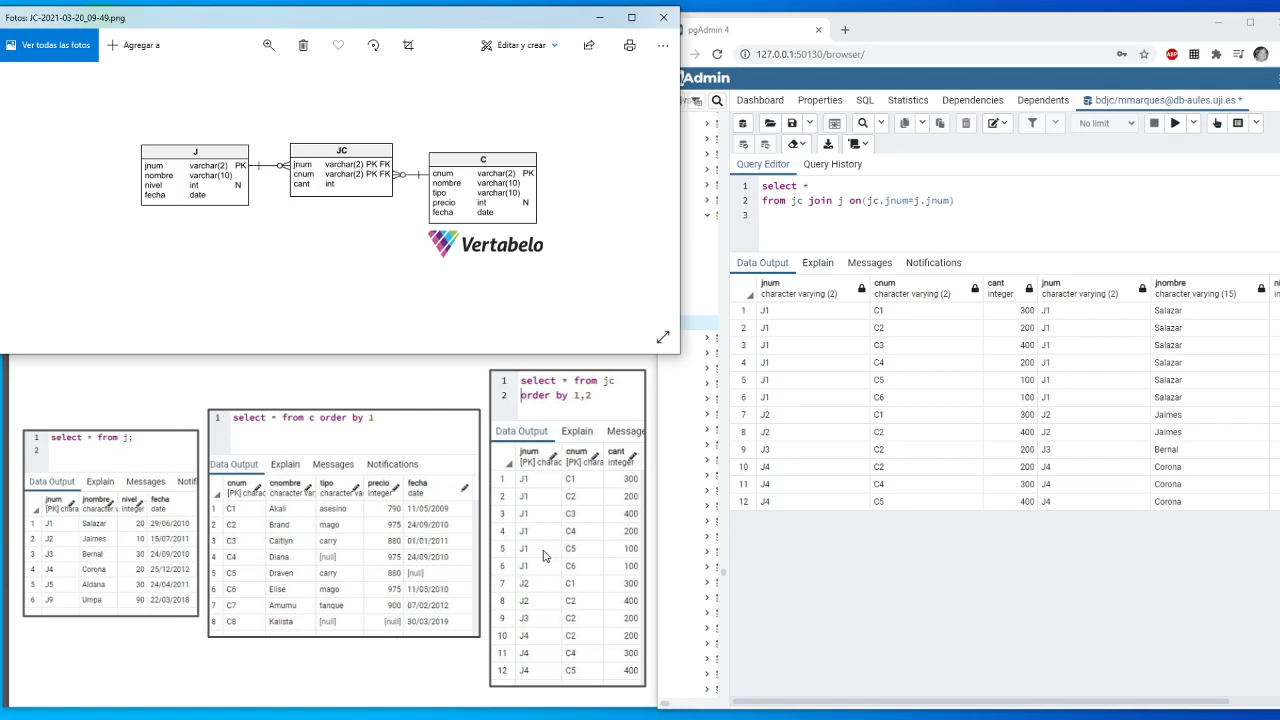 Fotos: JC-2021-03-20_09-49.png
Ver todas las fotos
Agregar a
Editar y crear
J
jnum varchar(2) PK
nombre varchar(10)
nivel int N
fecha date
JC
jnum varchar(2) PK FK
cnum varchar(2) PK FK
cant int
C
cnum varchar(2) PK
nombre varchar(10)
tipo varchar(10)
precio int N
fecha date
Vertabelo
1 select * from j;
2
Data Output Explain Messages Notif
jnum jnombre nivel fecha
[PK] charac character v integer date
1 J1 Salazar 20 29/06/2010
2 J2 Jaimes 10 15/07/2011
3 J3 Bernal 30 24/09/2010
4 J4 Corona 20 25/12/2012
5 J5 Aldana 30 24/04/2011
6 J9 Umpa 90 22/03/2018
1 select * from c order by 1
Data Output Explain Messages Notifications
cnum cnombre tipo precio fecha
[PK] charac character var character va integer date
1 C1 Akali asesino 790 11/05/2009
2 C2 Brand mago 975 24/09/2010
3 C3 Caitlyn carry 880 01/01/2011
4 C4 Diana [null] 975 24/09/2010
5 C5 Draven carry 880 [null]
6 C6 Elise mago 975 11/05/2010
7 C7 Amumu tanque 900 07/02/2012
8 C8 Kalista [null] [null] 30/03/2019
1 select * from jc
2 order by 1,2
Data Output Explain Message
jnum cnum cant
[PK] charac [PK] chara integer
1 J1 C1 300
2 J1 C2 200
3 J1 C3 400
4 J1 C4 200
5 J1 C5 100
6 J1 C6 100
7 J2 C1 300
8 J2 C2 400
9 J3 C2 200
10 J4 C2 200
11 J4 C4 300
12 J4 C5 400
pgAdmin 4
127.0.0.1:50130/browser/
ABP
Admin
Dashboard Properties SQL Statistics Dependencies Dependents bdjc/mmarques@db-aules.uji.es *
No limit
Query Editor Query History
1 select *
2 from jc join j on(jc.jnum=j.jnum)
3
Data Output Explain Messages Notifications
jnum cnum cant jnum jnombre
character varying (2) character varying (2) integer character varying (2) character varying (15)
1 J1 C1 300 J1 Salazar
2 J1 C2 200 J1 Salazar
3 J1 C3 400 J1 Salazar
4 J1 C4 200 J1 Salazar
5 J1 C5 100 J1 Salazar
6 J1 C6 100 J1 Salazar
7 J2 C1 300 J2 Jaimes
8 J2 C2 400 J2 Jaimes
9 J3 C2 200 J3 Bernal
10 J4 C2 200 J4 Corona
11 J4 C4 300 J4 Corona
12 J4 C5 400 J4 Corona